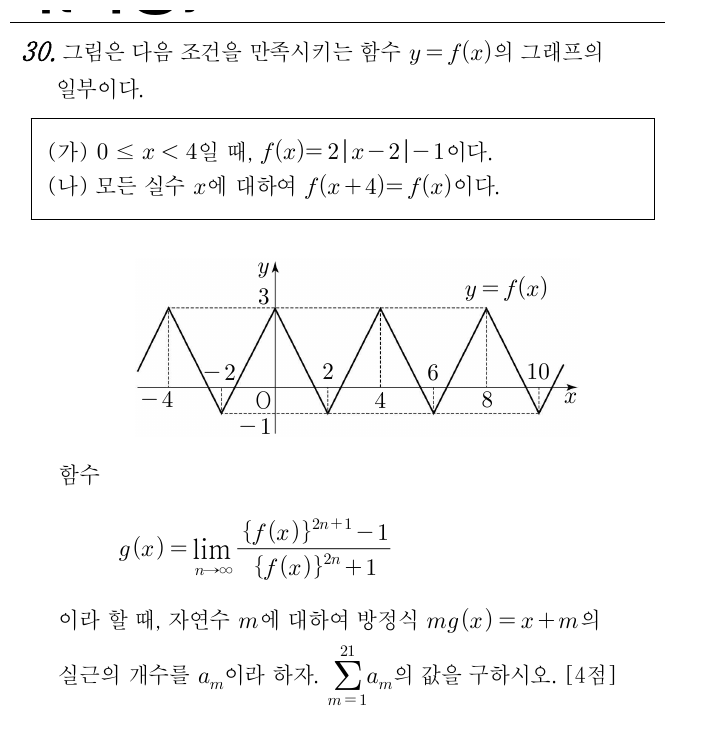 30. 그림은 다음 조건을 만족시키는 함수 y = f(x)의 그래프의
일부이다.
(가) 0 ≤ x < 4일 때, f(x)= 2|x-2|-1이다.
(나) 모든 실수 x에 대하여 f(x+4)= f(x)이다.
y
3
y = f(x)
-2
2
6
10
-4
O
4
8
x
-1
함수
g(x) = lim_{n→∞} \frac{{f(x)}^{2n+1} - 1}{{f(x)}^{2n} + 1}
이라 할 때, 자연수 m에 대하여 방정식 mg(x) = x+m의
실근의 개수를 a_m이라 하자. \sum_{m=1}^{21} a_m의 값을 구하시오. [4점]